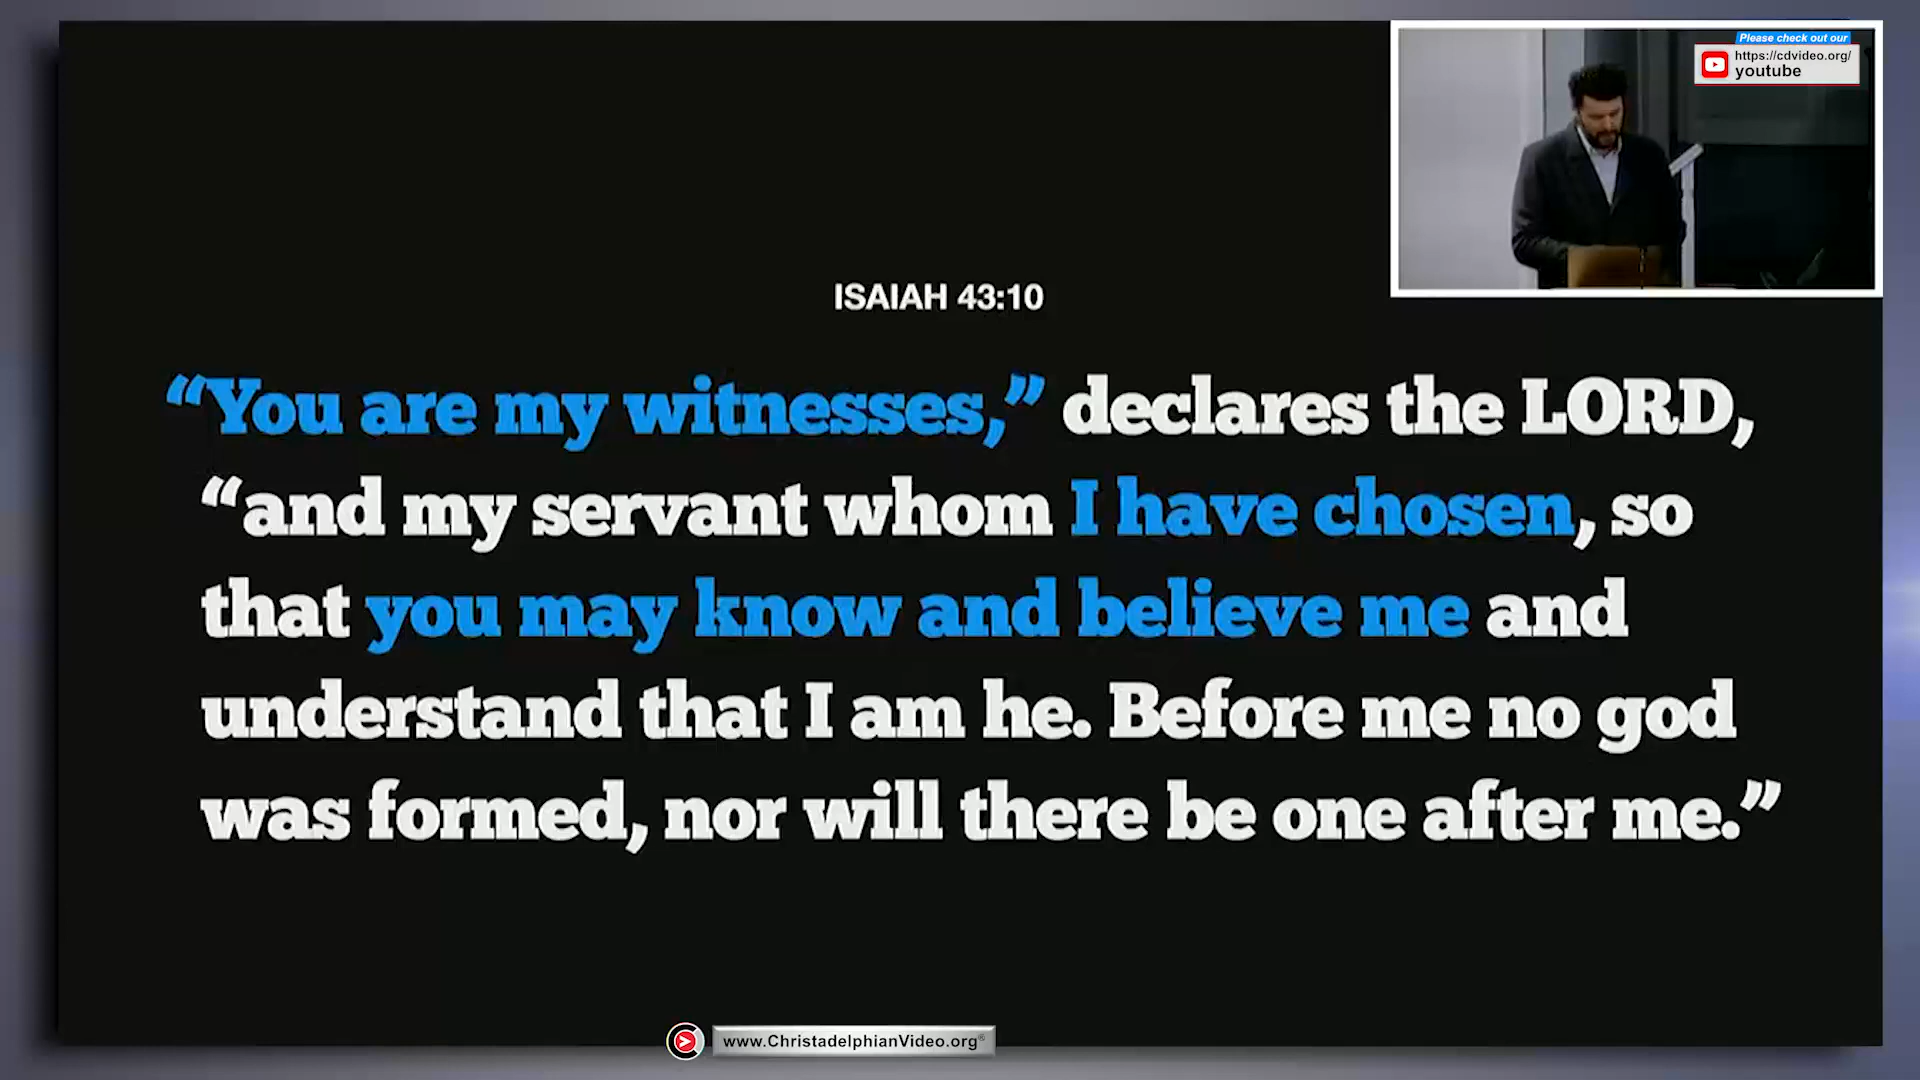 Please check out our
https://cdvideo.org/
youtube
ISAIAH 43:10
“You are my witnesses,” declares the LORD,
“and my servant whom I have chosen, so
that you may know and believe me and
understand that I am he. Before me no god
was formed, nor will there be one after me.”
www.ChristadelphianVideo.org®